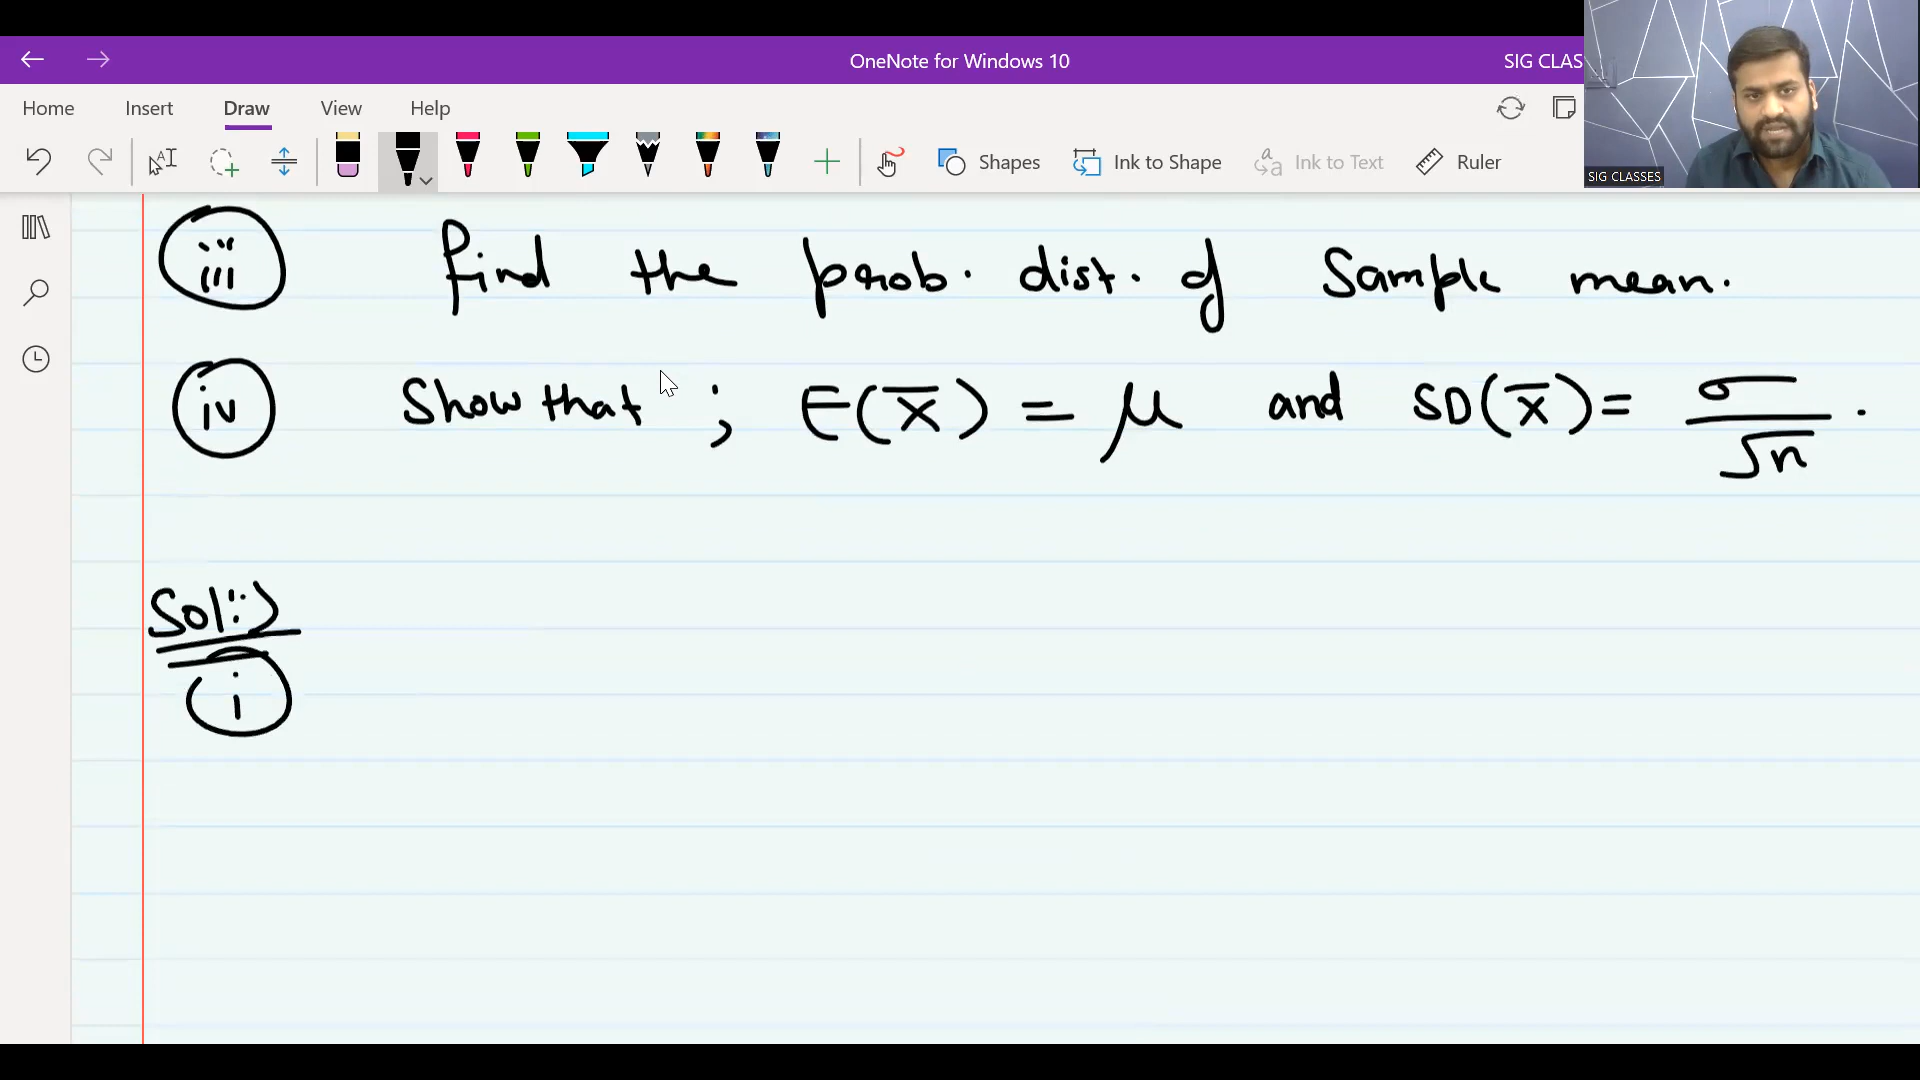 OneNote for Windows 10
SIG CLAS
Home Insert Draw View Help
Shapes Ink to Shape Ink to Text Ruler
SIG CLASSES
iii find the prob. dist. of Sample mean.
iv Show that ; E(x̅) = μ and SD(x̅) = σ/√n .
Sol:
i